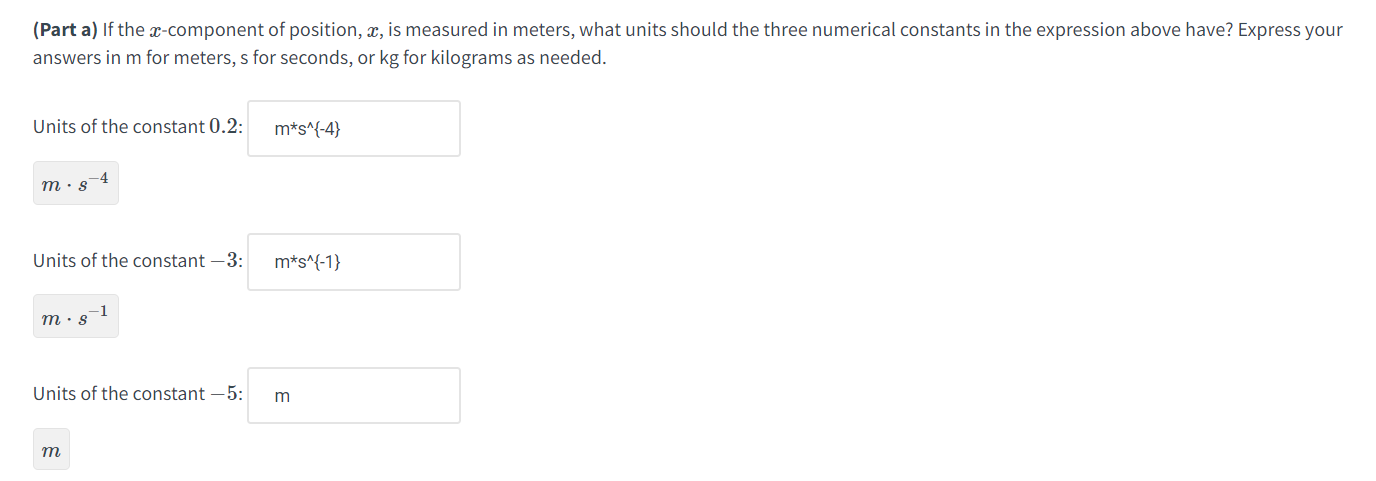 (Part a) If the x-component of position, x, is measured in meters, what units should the three numerical constants in the expression above have? Express your
answers in m for meters, s for seconds, or kg for kilograms as needed.
Units of the constant 0.2: m*s^{-4}
m · s⁻⁴
Units of the constant −3: m*s^{-1}
m · s⁻¹
Units of the constant −5: m
m